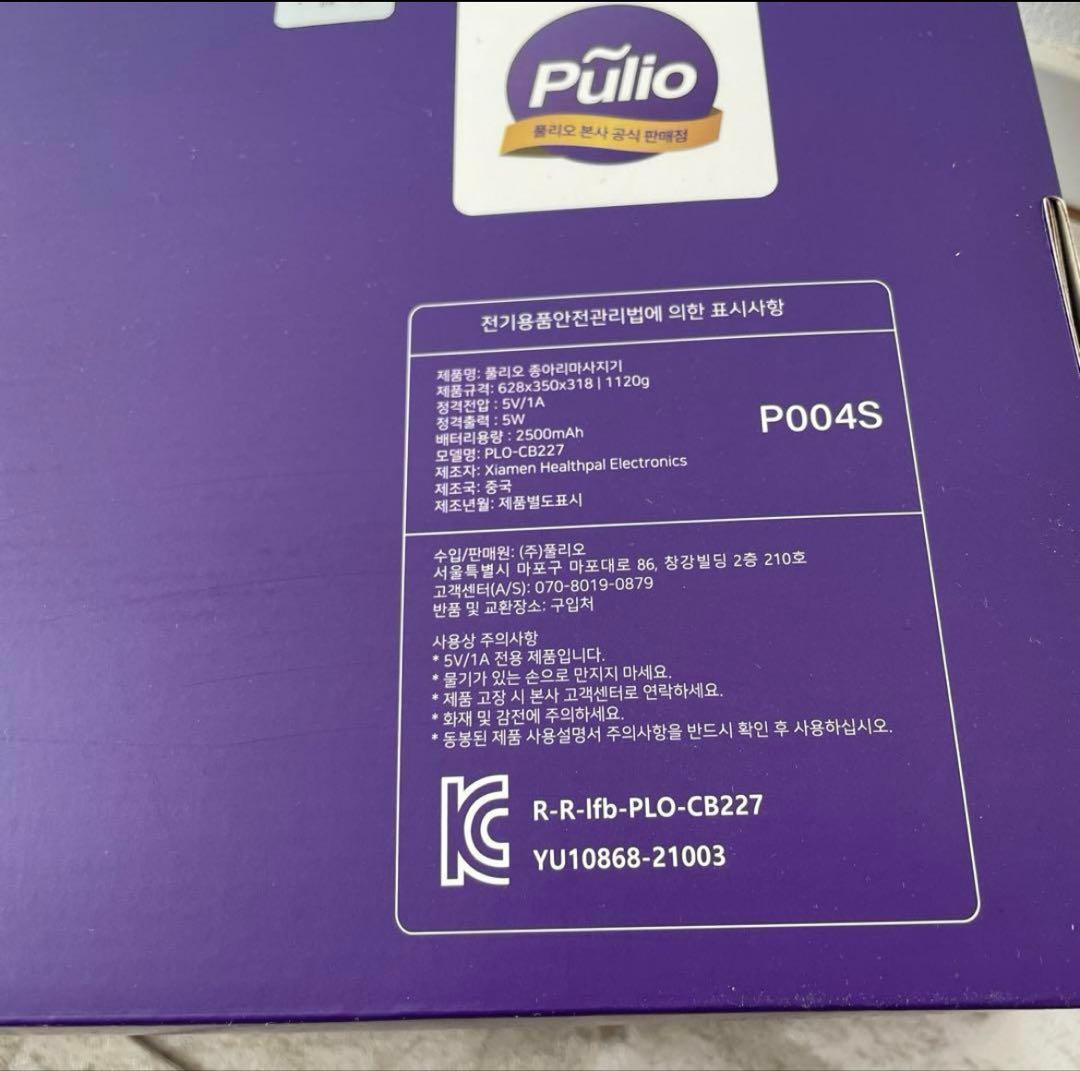 Pulio
풀리오 본사 공식 판매점
전기용품안전관리법에 의한 표시사항
제품명: 풀리오 종아리마사지기
제품규격: 628x350x318 | 1120g
정격전압 : 5V/1A
정격출력 : 5W
배터리용량 : 2500mAh
모델명: PLO-CB227
제조자: Xiamen Healthpal Electronics
제조국: 중국
제조년월: 제품별도표시
P004S
수입/판매원: (주)풀리오
서울특별시 마포구 마포대로 86, 창강빌딩 2층 210호
고객센터(A/S): 070-8019-0879
반품 및 교환장소: 구입처
사용상 주의사항
* 5V/1A 전용 제품입니다.
* 물기가 있는 손으로 만지지 마세요.
* 제품 고장 시 본사 고객센터로 연락하세요.
* 화재 및 감전에 주의하세요.
* 동봉된 제품 사용설명서 주의사항을 반드시 확인 후 사용하십시오.
R-R-lfb-PLO-CB227
YU10868-21003